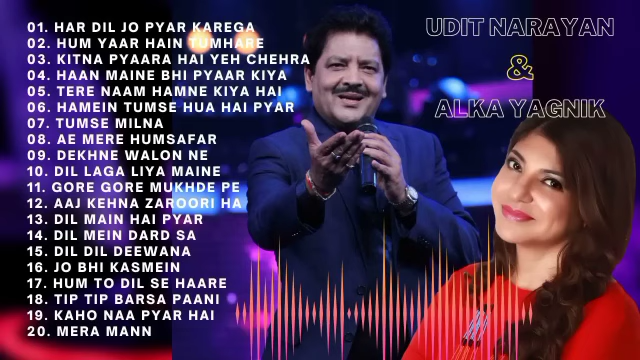 01. HAR DIL JO PYAR KAREGA
02. HUM YAAR HAIN TUMHARE
03. KITNA PYAARA HAI YEH CHEHRA
04. HAAN MAINE BHI PYAAR KIYA
05. TERE NAAM HAMNE KIYA HAI
06. HAMEIN TUMSE HUA HAI PYAR
07. TUMSE MILNA
08. AE MERE HUMSAFAR
09. DEKHNE WALON NE
10. DIL LAGA LIYA MAINE
11. GORE GORE MUKHDE PE
12. AAJ KEHNA ZAROORI HA
13. DIL MAIN HAI PYAR
14. DIL MEIN DARD SA
15. DIL DIL DEEWANA
16. JO BHI KASMEIN
17. HUM TO DIL SE HAARE
18. TIP TIP BARSA PAANI
19. KAHO NAA PYAR HAI
20. MERA MANN
UDIT NARAYAN
&
ALKA YAGNIK